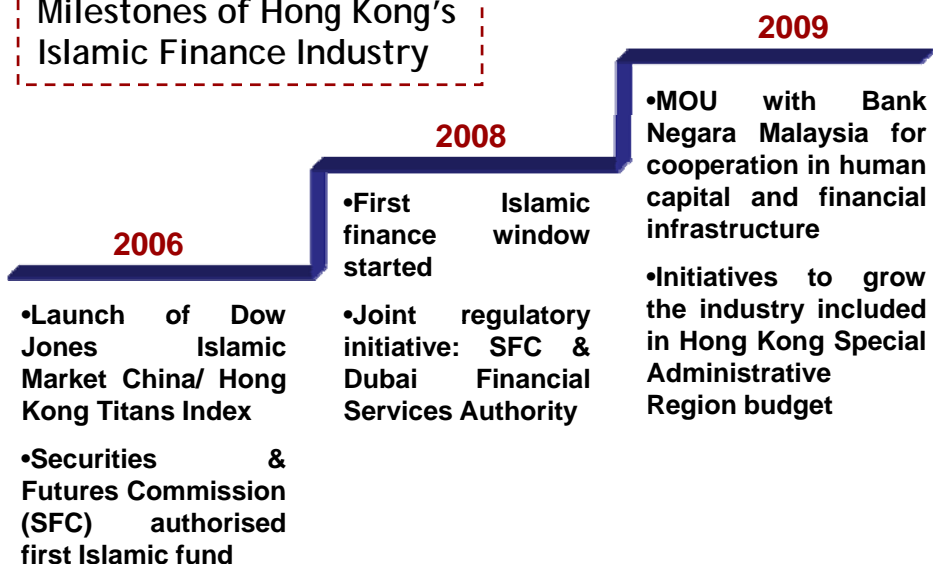 Milestones of Hong Kong's
Islamic Finance Industry
2006
•Launch of Dow
Jones Islamic
Market China/ Hong
Kong Titans Index
•Securities &
Futures Commission
(SFC) authorised
first Islamic fund
2008
•First Islamic
finance window
started
•Joint regulatory
initiative: SFC &
Dubai Financial
Services Authority
2009
•MOU with Bank
Negara Malaysia for
cooperation in human
capital and financial
infrastructure
•Initiatives to grow
the industry included
in Hong Kong Special
Administrative
Region budget